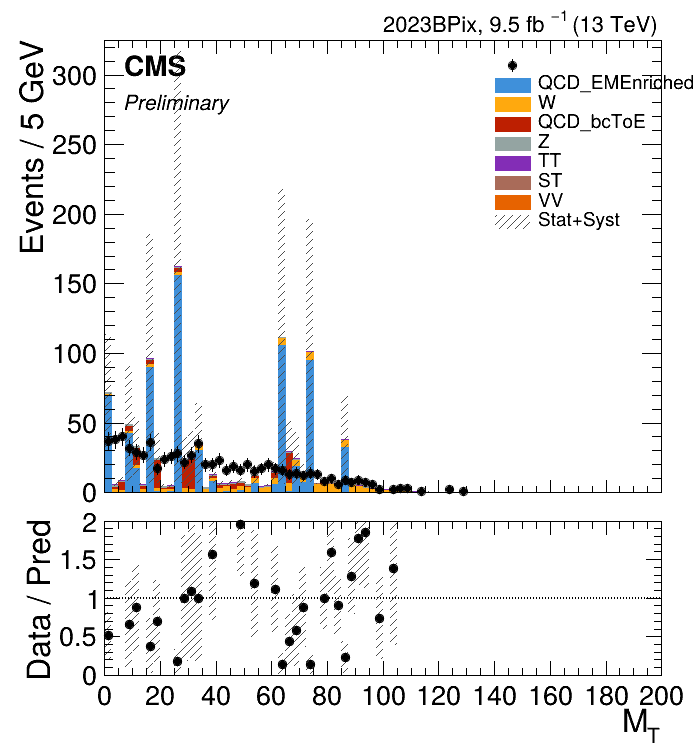 2023BPix, 9.5 fb⁻¹ (13 TeV)
CMS
Preliminary
QCD_EMEnriched
W
QCD_bcToE
Z
TT
ST
VV
Stat+Syst
Events / 5 GeV
300
250
200
150
100
50
0
Data / Pred
2
1.5
1
0.5
0
0 20 40 60 80 100 120 140 160 180 200
M_T